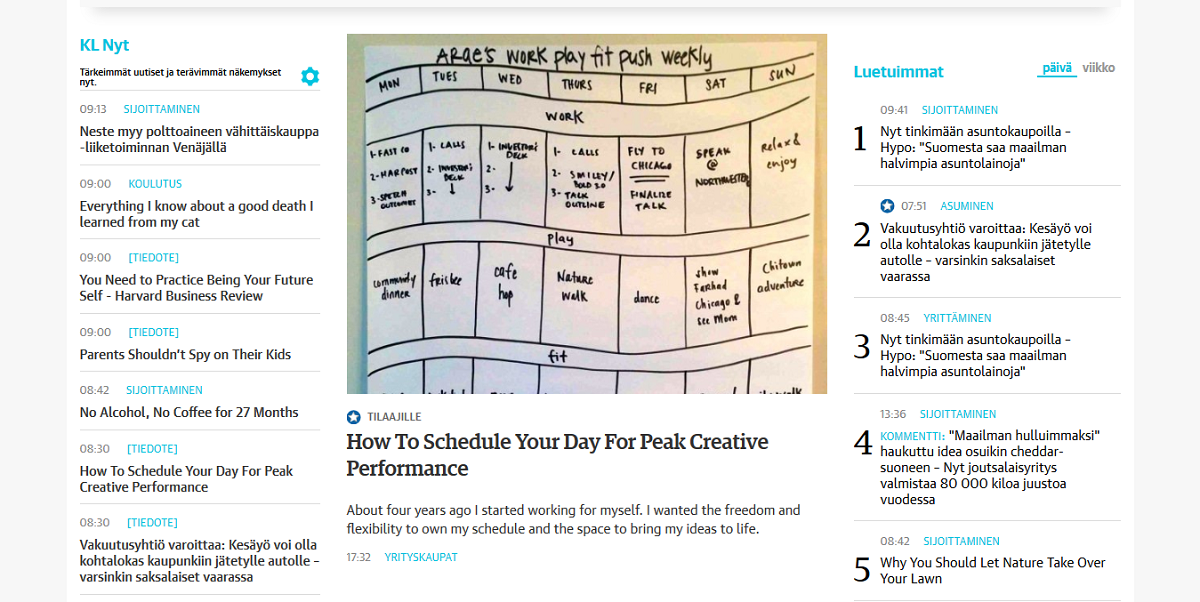 KL Nyt
Tärkeimmät uutiset ja terävimmät näkemykset
nyt.
09:13 SIJOITTAMINEN
Neste myy polttoaineen vähittäiskauppa
-liiketoiminnan Venäjällä
09:00 KOULUTUS
Everything I know about a good death I
learned from my cat
09:00 [TIEDOTE]
You Need to Practice Being Your Future
Self - Harvard Business Review
09:00 [TIEDOTE]
Parents Shouldn't Spy on Their Kids
08:42 SIJOITTAMINEN
No Alcohol, No Coffee for 27 Months
08:30 [TIEDOTE]
How To Schedule Your Day For Peak
Creative Performance
08:30 [TIEDOTE]
Vakuutusyhtiö varoittaa: Kesäyö voi olla
kohtalokas kaupunkiin jätetylle autolle –
varsinkin saksalaiset vaarassa
ARAE's WORK play fit push weekly
MON TUES WED THURS FRI SAT SUN
WORK
1-FAST CO 1- CALLS 1- INVESTOR'S 1- CALLS FLY TO SPEAK Relax &
DECK CHICAGO @ enjoy
2-HAR POST 2- INVESTOR'S 2- 2- SMILEY/ NORTHWESTERN
DECK BOLD 2.0 FINALIZE
3-SPEECH 3- 3- 3- TALK TALK
OUTCOMES OUTLINE
Play
community frisbee cafe Nature dance show Chitown
dinner hop walk Farhad adventure
Chicago &
see Mom
fit
TILAAJILLE
How To Schedule Your Day For Peak Creative
Performance
About four years ago I started working for myself. I wanted the freedom and
flexibility to own my schedule and the space to bring my ideas to life.
17:32 YRITYSKAUPAT
Luetuimmat päivä viikko
09:41 SIJOITTAMINEN
1 Nyt tinkimään asuntokaupoilla –
Hypo: "Suomesta saa maailman
halvimpia asuntolainoja"
07:51 ASUMINEN
2 Vakuutusyhtiö varoittaa: Kesäyö voi
olla kohtalokas kaupunkiin jätetylle
autolle – varsinkin saksalaiset
vaarassa
08:45 YRITTÄMINEN
3 Nyt tinkimään asuntokaupoilla –
Hypo: "Suomesta saa maailman
halvimpia asuntolainoja"
13:36 SIJOITTAMINEN
4 KOMMENTTI: "Maailman hulluimmaksi"
haukuttu idea osuikin cheddar-
suoneen – Nyt joutsalaisyritys
valmistaa 80 000 kiloa juustoa
vuodessa
08:42 SIJOITTAMINEN
5 Why You Should Let Nature Take Over
Your Lawn